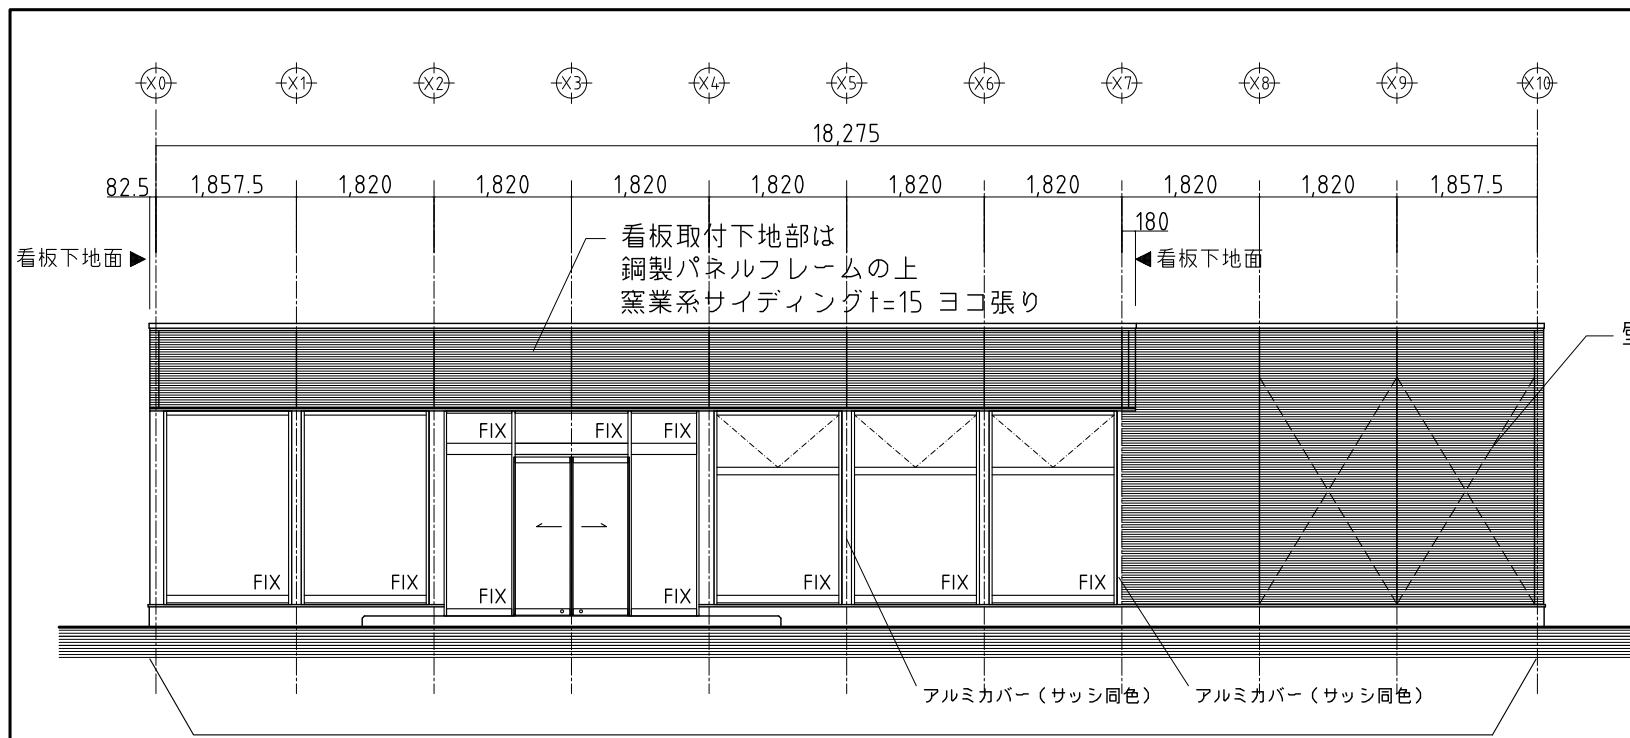 X0 X1 X2 X3 X4 X5 X6 X7 X8 X9 X10
18,275
82.5 1,857.5 1,820 1,820 1,820 1,820 1,820 1,820 1,820 1,820 1,857.5
180
看板下地面
看板下地面
看板取付下地部は
鋼製パネルフレームの上
窯業系サイディングt=15 ヨコ張り
FIX FIX FIX
FIX FIX FIX FIX FIX FIX FIX
アルミカバー(サッシ同色) アルミカバー(サッシ同色)